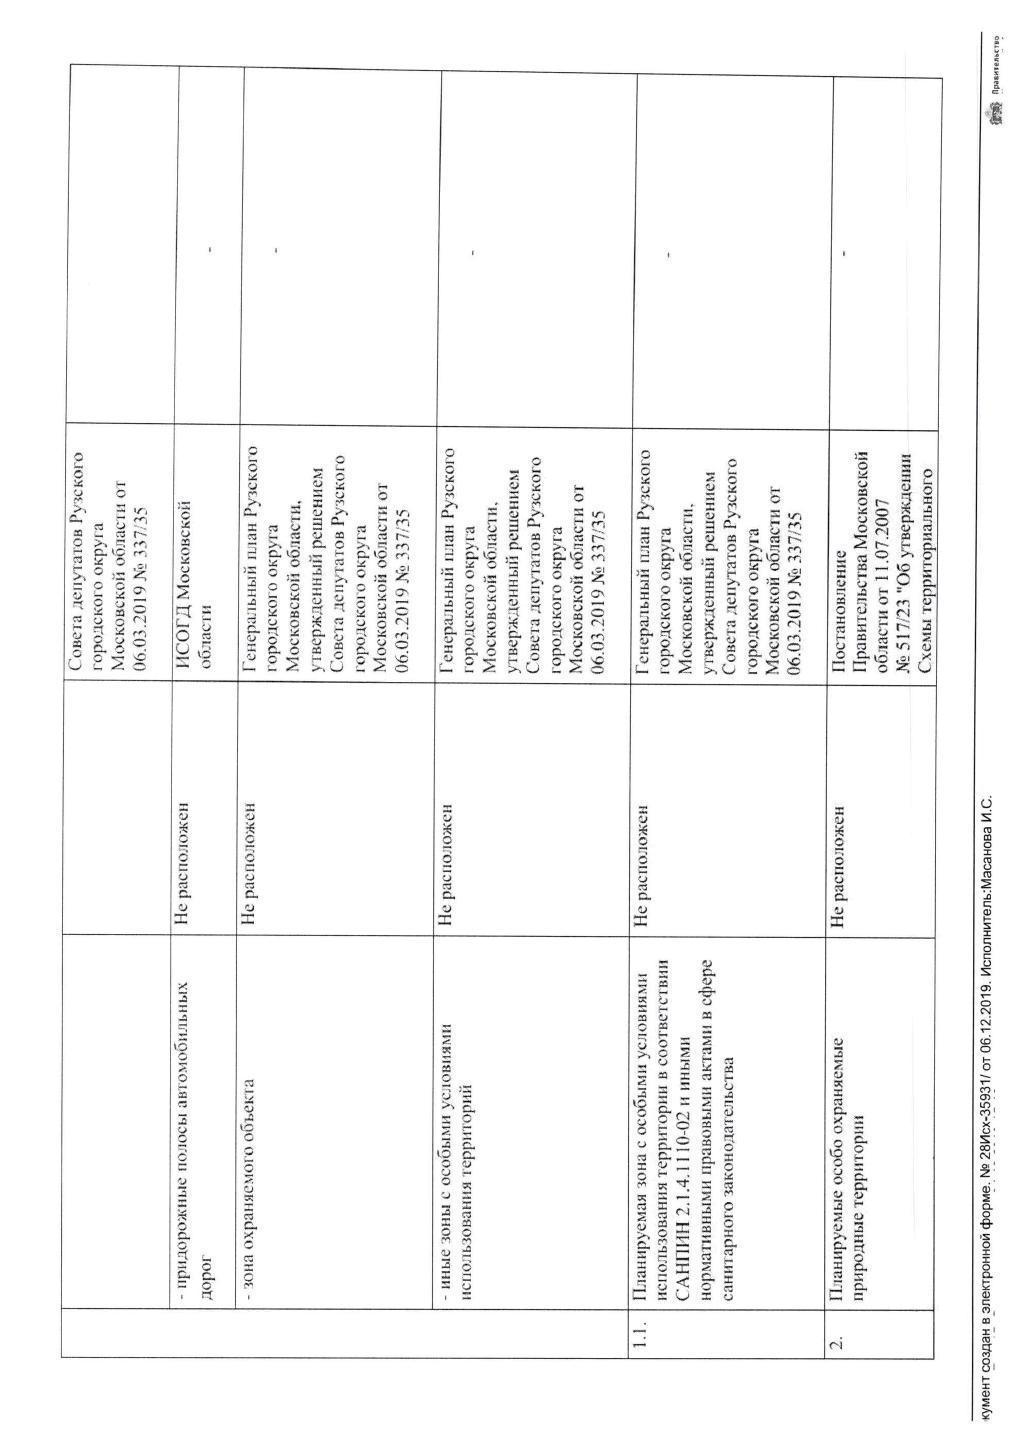 Совета депутатов Рузского
городского округа
Московской области от
06.03.2019 № 337/35
- придорожные полосы автомобильных
дорог
Не расположен
ИСОГД Московской
области
-
- зона охраняемого объекта
Не расположен
Генеральный план Рузского
городского округа
Московской области,
утвержденный решением
Совета депутатов Рузского
городского округа
Московской области от
06.03.2019 № 337/35
-
- иные зоны с особыми условиями
использования территорий
Не расположен
Генеральный план Рузского
городского округа
Московской области,
утвержденный решением
Совета депутатов Рузского
городского округа
Московской области от
06.03.2019 № 337/35
-
1.1.
Планируемая зона с особыми условиями
использования территории в соответствии
САНПИН 2.1.4.1110-02 и иными
нормативными правовыми актами в сфере
санитарного законодательства
Не расположен
Генеральный план Рузского
городского округа
Московской области,
утвержденный решением
Совета депутатов Рузского
городского округа
Московской области от
06.03.2019 № 337/35
-
2.
Планируемые особо охраняемые
природные территории
Не расположен
Постановление
Правительства Московской
области от 11.07.2007
№ 517/23 "Об утверждении
Схемы территориального
-
кумент создан в электронной форме. № 28Исх-35931/ от 06.12.2019. Исполнитель:Масанова И.С.
Правительство